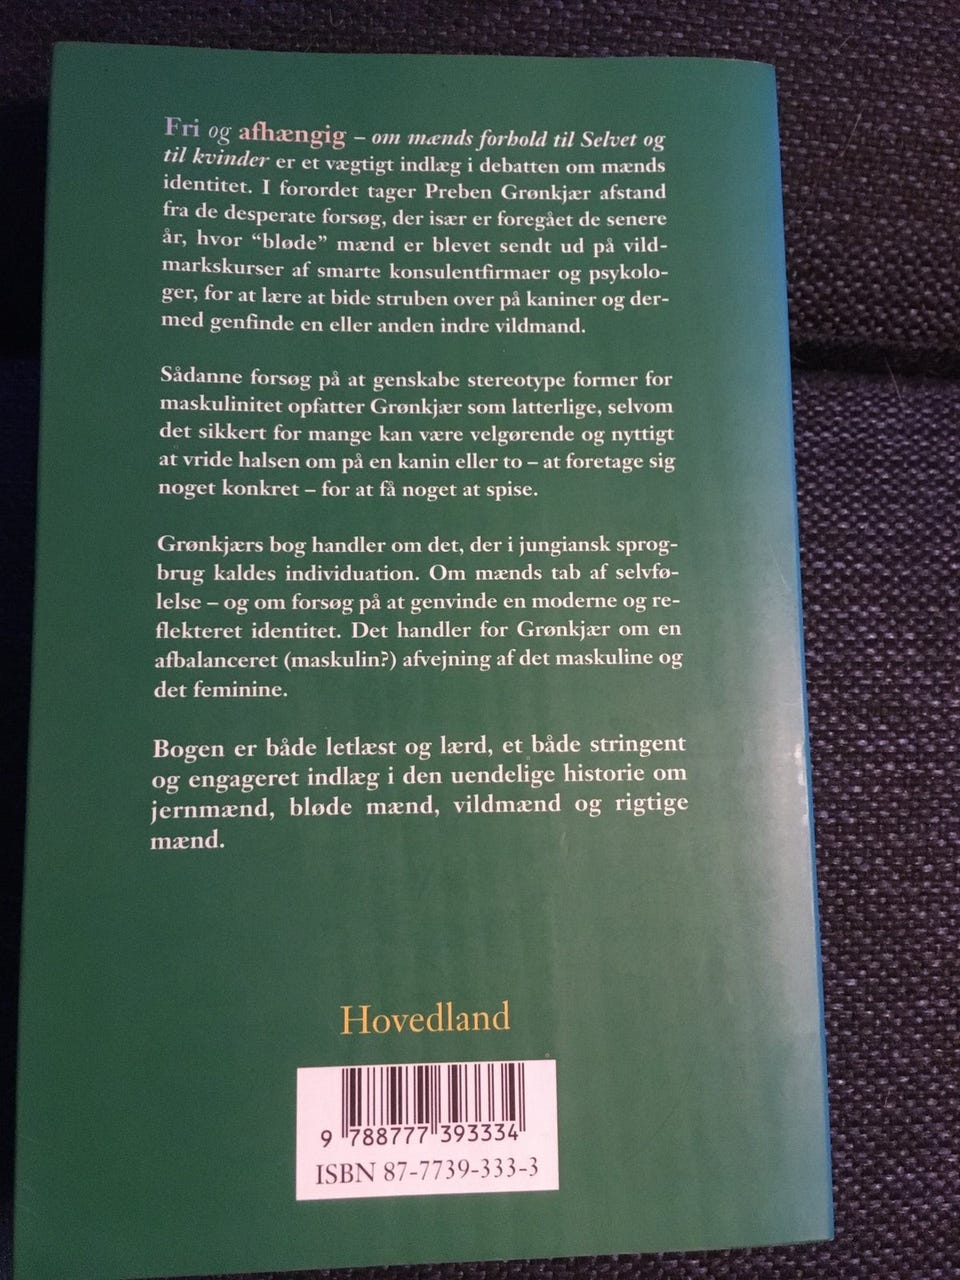 Fri og afhængig – om mænds forhold til Selvet og
til kvinder er et vægtigt indlæg i debatten om mænds
identitet. I forordet tager Preben Grønkjær afstand
fra de desperate forsøg, der især er foregået de senere
år, hvor “bløde” mænd er blevet sendt ud på vild-
markskurser af smarte konsulentfirmaer og psykolo-
ger, for at lære at bide struben over på kaniner og der-
med genfinde en eller anden indre vildmand.
Sådanne forsøg på at genskabe stereotype former for
maskulinitet opfatter Grønkjær som latterlige, selvom
det sikkert for mange kan være velgørende og nyttigt
at vride halsen om på en kanin eller to – at foretage sig
noget konkret – for at få noget at spise.
Grønkjærs bog handler om det, der i jungiansk sprog-
brug kaldes individuation. Om mænds tab af selvfø-
lelse – og om forsøg på at genvinde en moderne og re-
flekteret identitet. Det handler for Grønkjær om en
afbalanceret (maskulin?) afvejning af det maskuline og
det feminine.
Bogen er både letlæst og lærd, et både stringent
og engageret indlæg i den uendelige historie om
jernmænd, bløde mænd, vildmænd og rigtige
mænd.
Hovedland
9 788777 393334
ISBN 87-7739-333-3